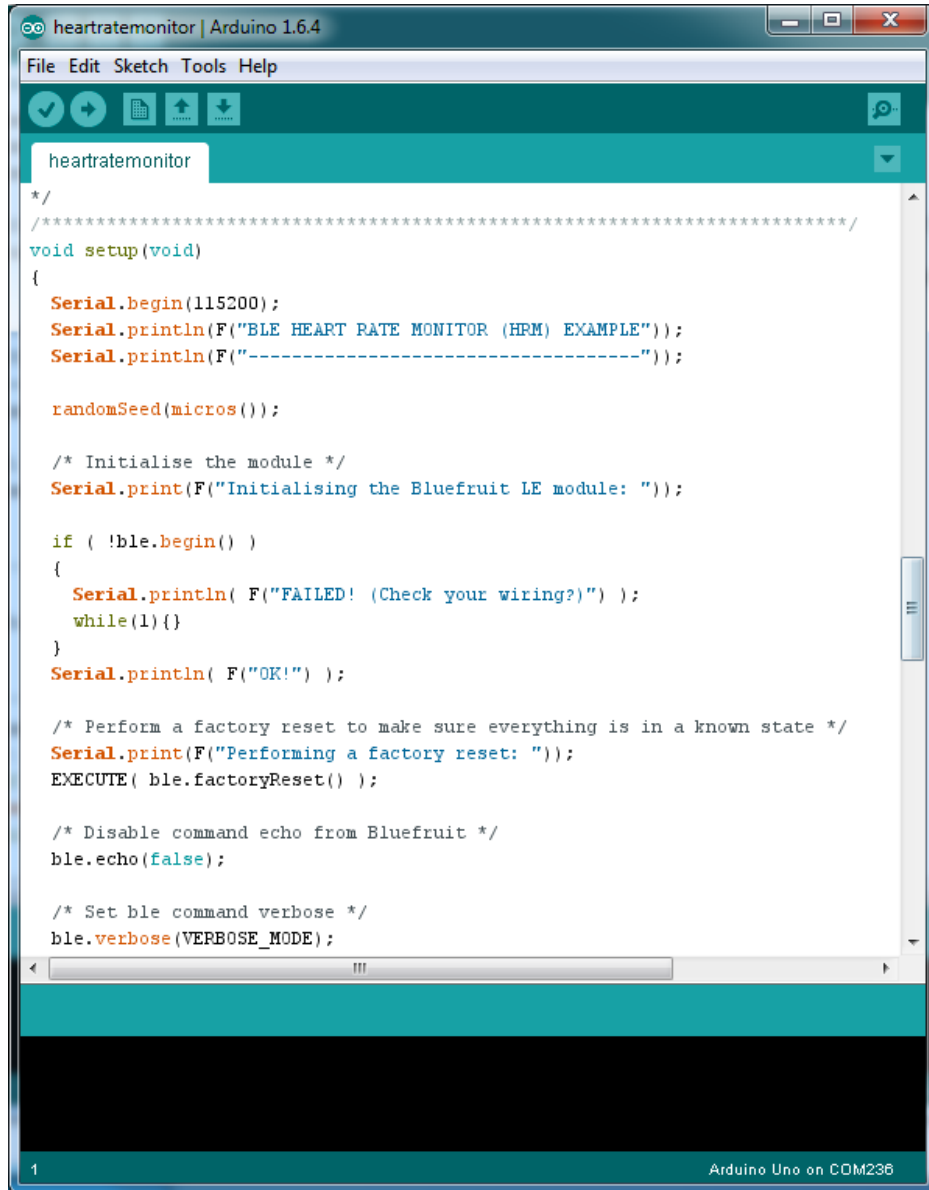 heartratemonitor | Arduino 1.6.4
File Edit Sketch Tools Help
heartratemonitor
*/
/**************************************************************************/
void setup(void)
{
  Serial.begin(115200);
  Serial.println(F("BLE HEART RATE MONITOR (HRM) EXAMPLE"));
  Serial.println(F("------------------------------------"));
  randomSeed(micros());
  /* Initialise the module */
  Serial.print(F("Initialising the Bluefruit LE module: "));
  if ( !ble.begin() )
  {
    Serial.println( F("FAILED! (Check your wiring?)") );
    while(1){}
  }
  Serial.println( F("OK!") );
  /* Perform a factory reset to make sure everything is in a known state */
  Serial.print(F("Performing a factory reset: "));
  EXECUTE( ble.factoryReset() );
  /* Disable command echo from Bluefruit */
  ble.echo(false);
  /* Set ble command verbose */
  ble.verbose(VERBOSE_MODE);
1 Arduino Uno on COM236